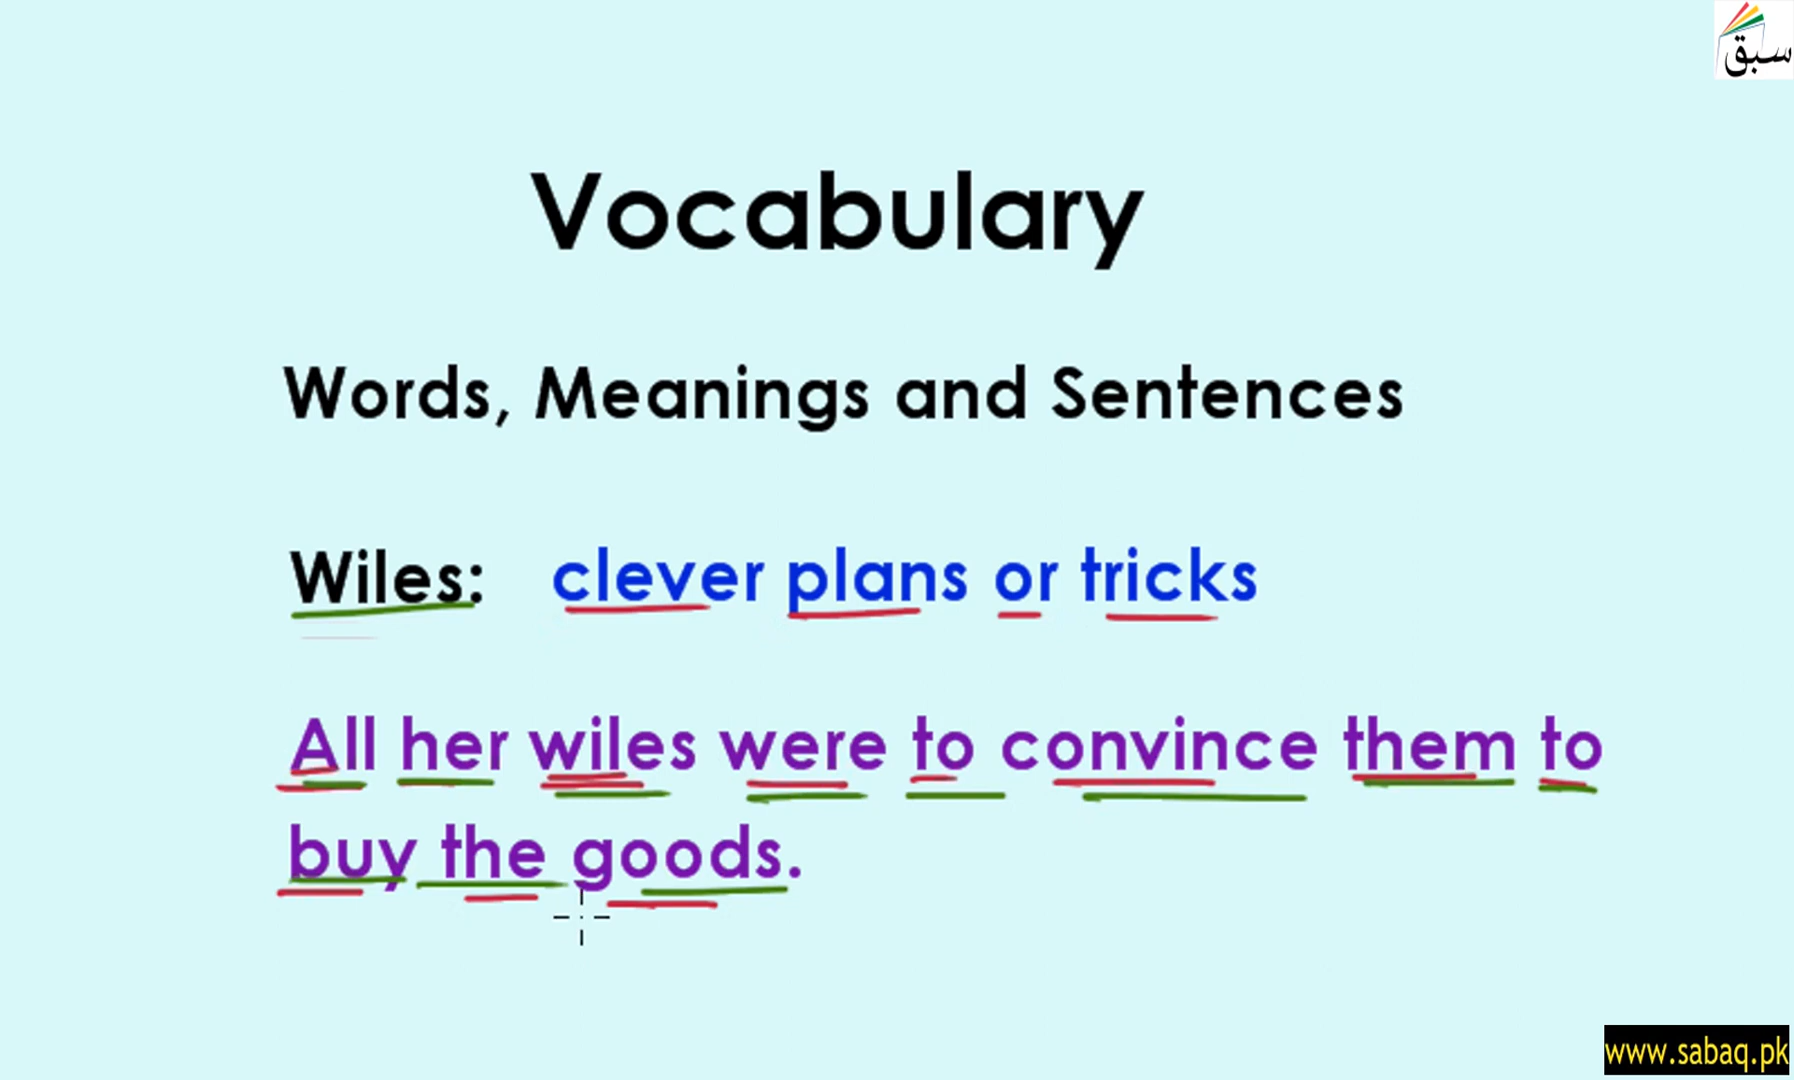 سبق
Vocabulary
Words, Meanings and Sentences
Wiles: clever plans or tricks
All her wiles were to convince them to
buy the goods.
www.sabaq.pk